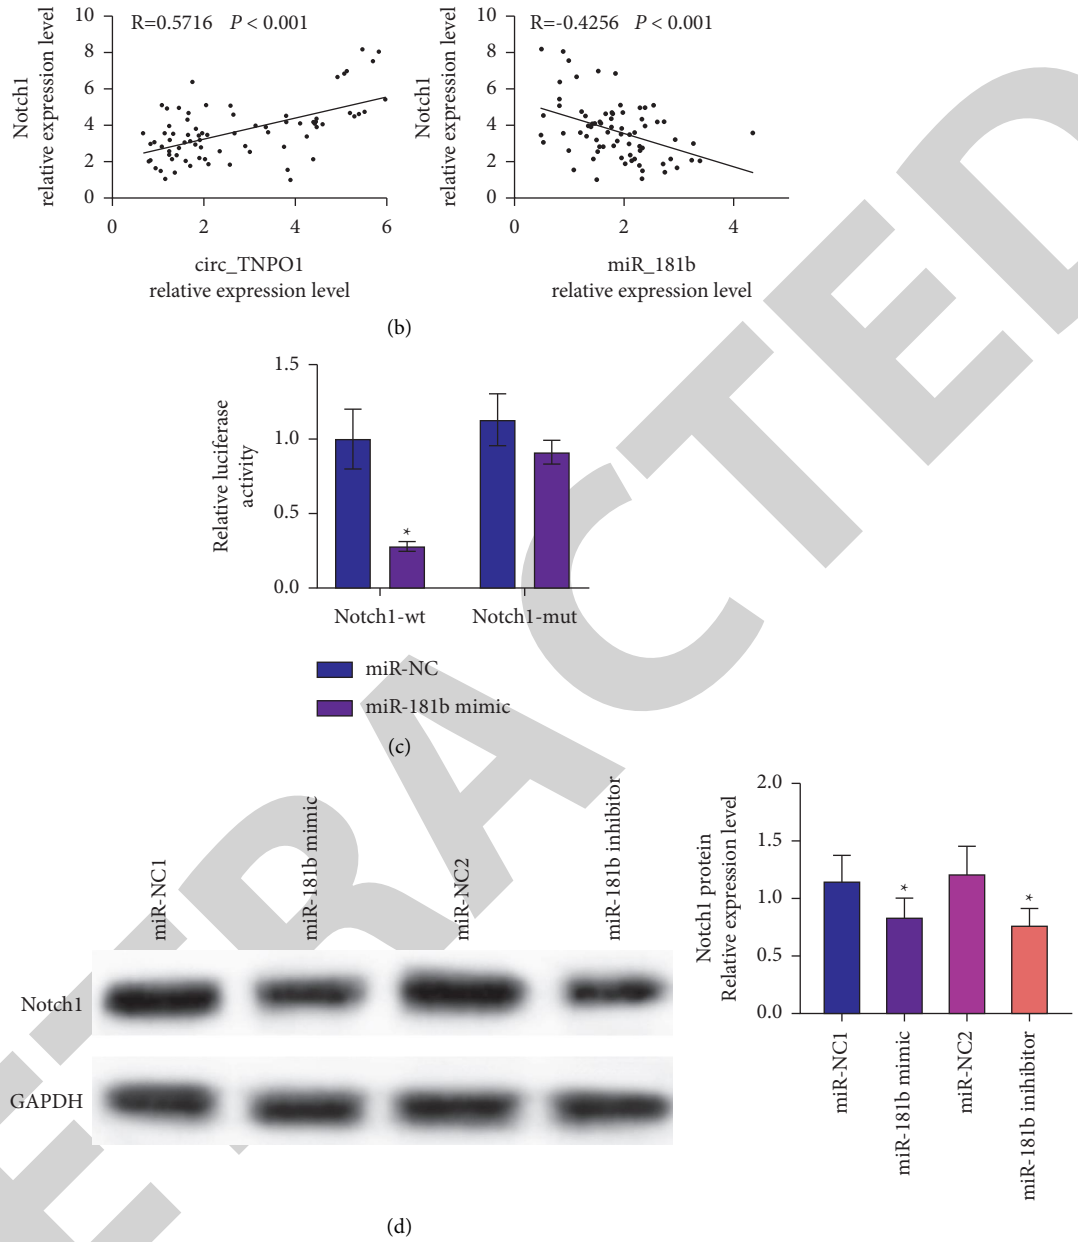 R=0.5716 P < 0.001
Notch1
relative expression level
10
8
6
4
2
0
0
2
4
6
circ_TNPO1
relative expression level
R=-0.4256 P < 0.001
Notch1
relative expression level
10
8
6
4
2
0
0
2
4
miR_181b
relative expression level
(b)
Relative luciferase
activity
1.5
1.0
0.5
0.0
*
Notch1-wt
Notch1-mut
miR-NC
miR-181b mimic
(c)
miR-NC1
miR-181b mimic
miR-NC2
miR-181b inhibitor
Notch1
GAPDH
Notch1 protein
Relative expression level
2.0
1.5
1.0
0.5
0.0
*
*
miR-NC1
miR-181b mimic
miR-NC2
miR-181b inihibitor
(d)
ETRACTED